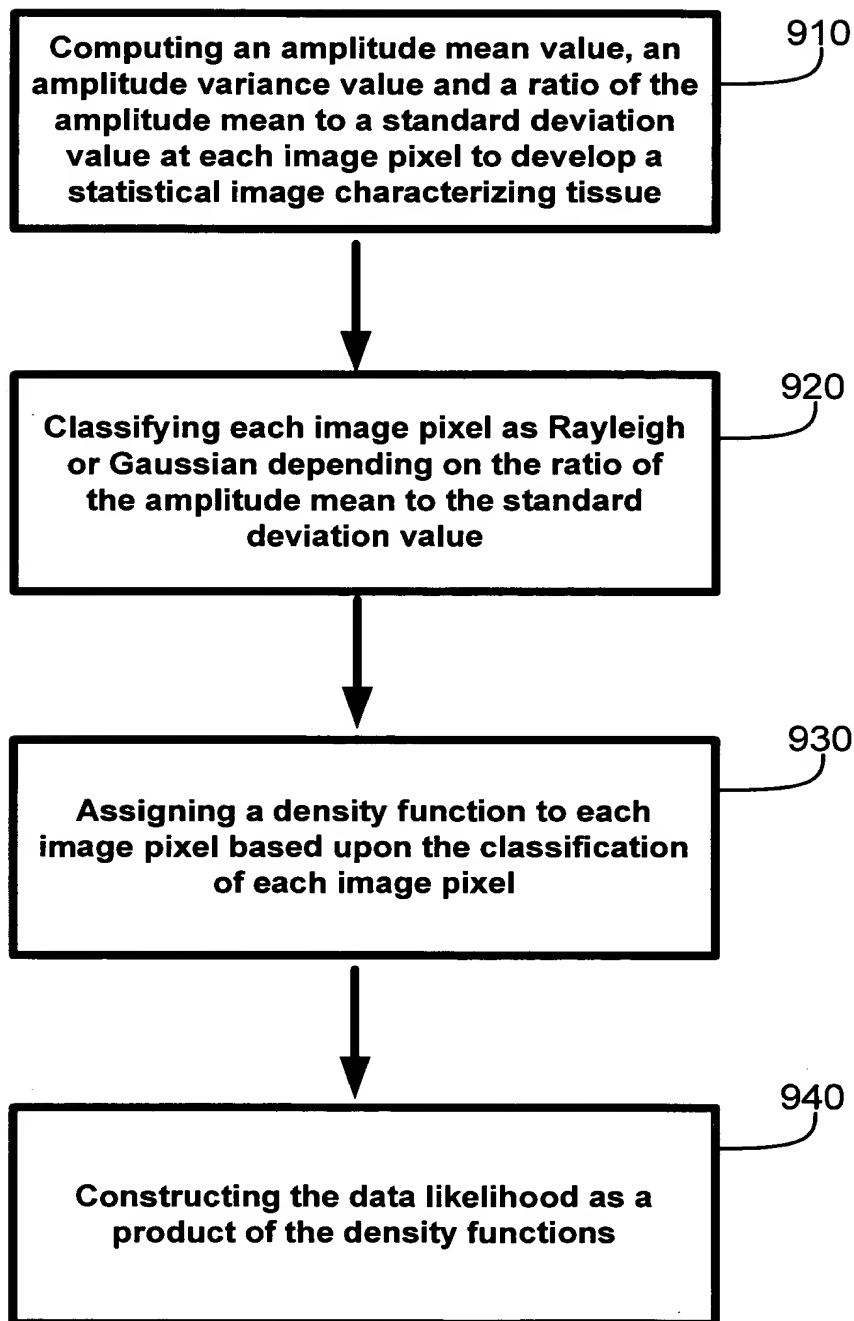 910
Computing an amplitude mean value, an
amplitude variance value and a ratio of the
amplitude mean to a standard deviation
value at each image pixel to develop a
statistical image characterizing tissue
920
Classifying each image pixel as Rayleigh
or Gaussian depending on the ratio of
the amplitude mean to the standard
deviation value
930
Assigning a density function to each
image pixel based upon the classification
of each image pixel
940
Constructing the data likelihood as a
product of the density functions